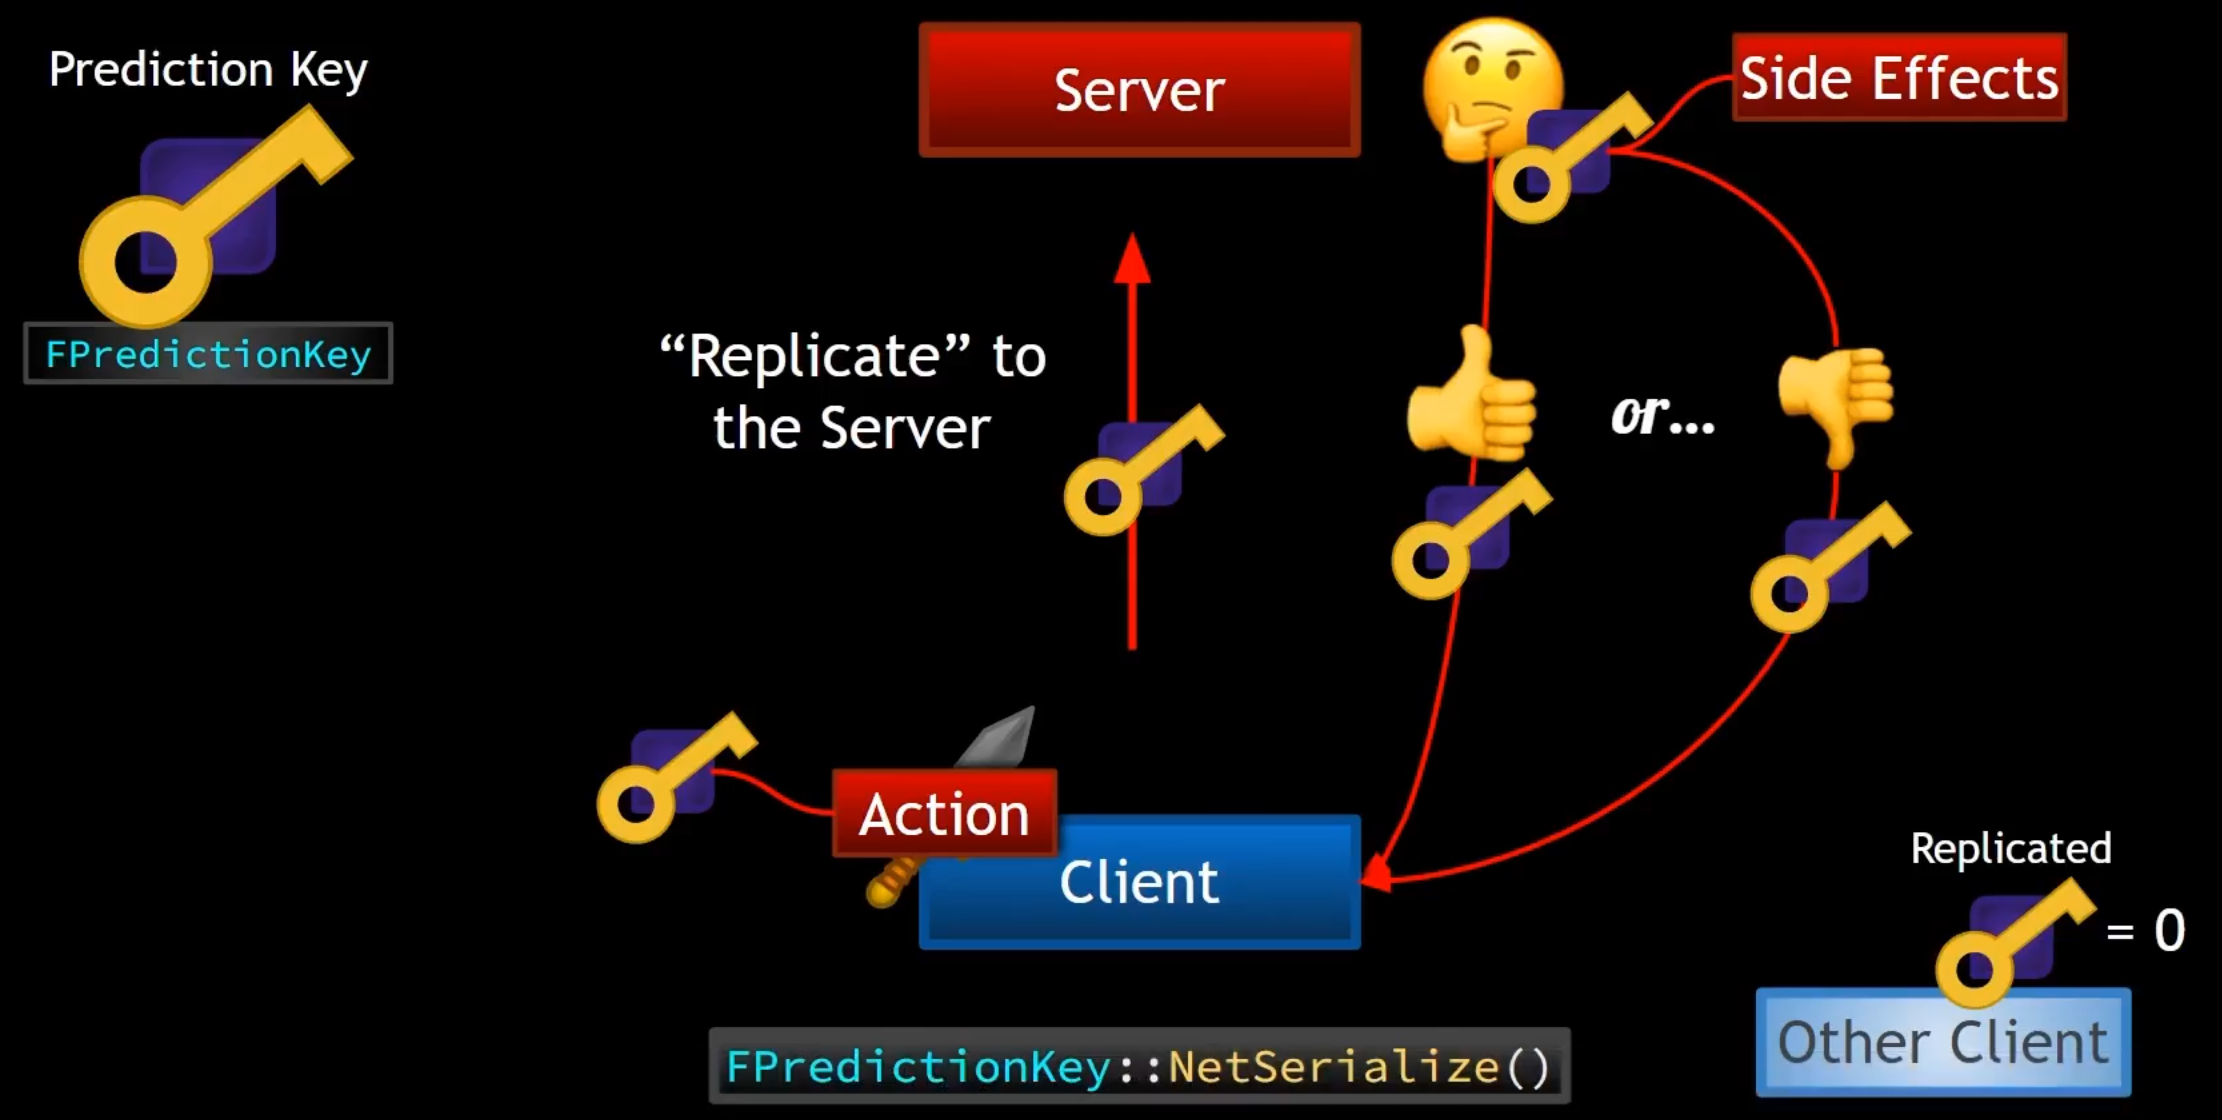 Prediction Key
FPredictionKey
Server
Side Effects
“Replicate” to
the Server
or...
Action
Client
Replicated
= 0
Other Client
FPredictionKey::NetSerialize()